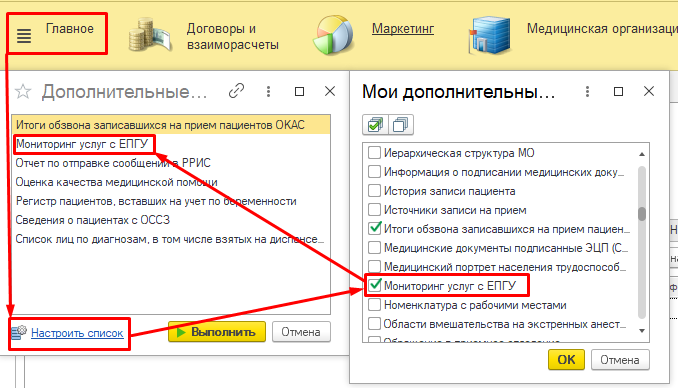 Главное
Договоры и
взаиморасчеты
Маркетинг
Медицинская организаци
Дополнительные...
Мои дополнительны...
Итоги обзвона записавшихся на прием пациентов ОКАС
Мониторинг услуг с ЕПГУ
Отчет по отправке сообщений в РРИС
Оценка качества медицинской помощи
Регистр пациентов, вставших на учет по беременности
Сведения о пациентах с ОССЗ
Список лиц по диагнозам, в том числе взятых на диспансе...
Настроить список
Выполнить
Отмена
Иерархическая структура МО
Информация о подписании медицинских доку...
История записи пациента
Источники записи на прием
Итоги обзвона записавшихся на прием пациен...
Медицинские документы подписанные ЭЦП (С...
Медицинский портрет населения трудоспособ...
Мониторинг услуг с ЕПГУ
Номенклатура с рабочими местами
Области вмешательства на экстренных анест...
OK
Отмена